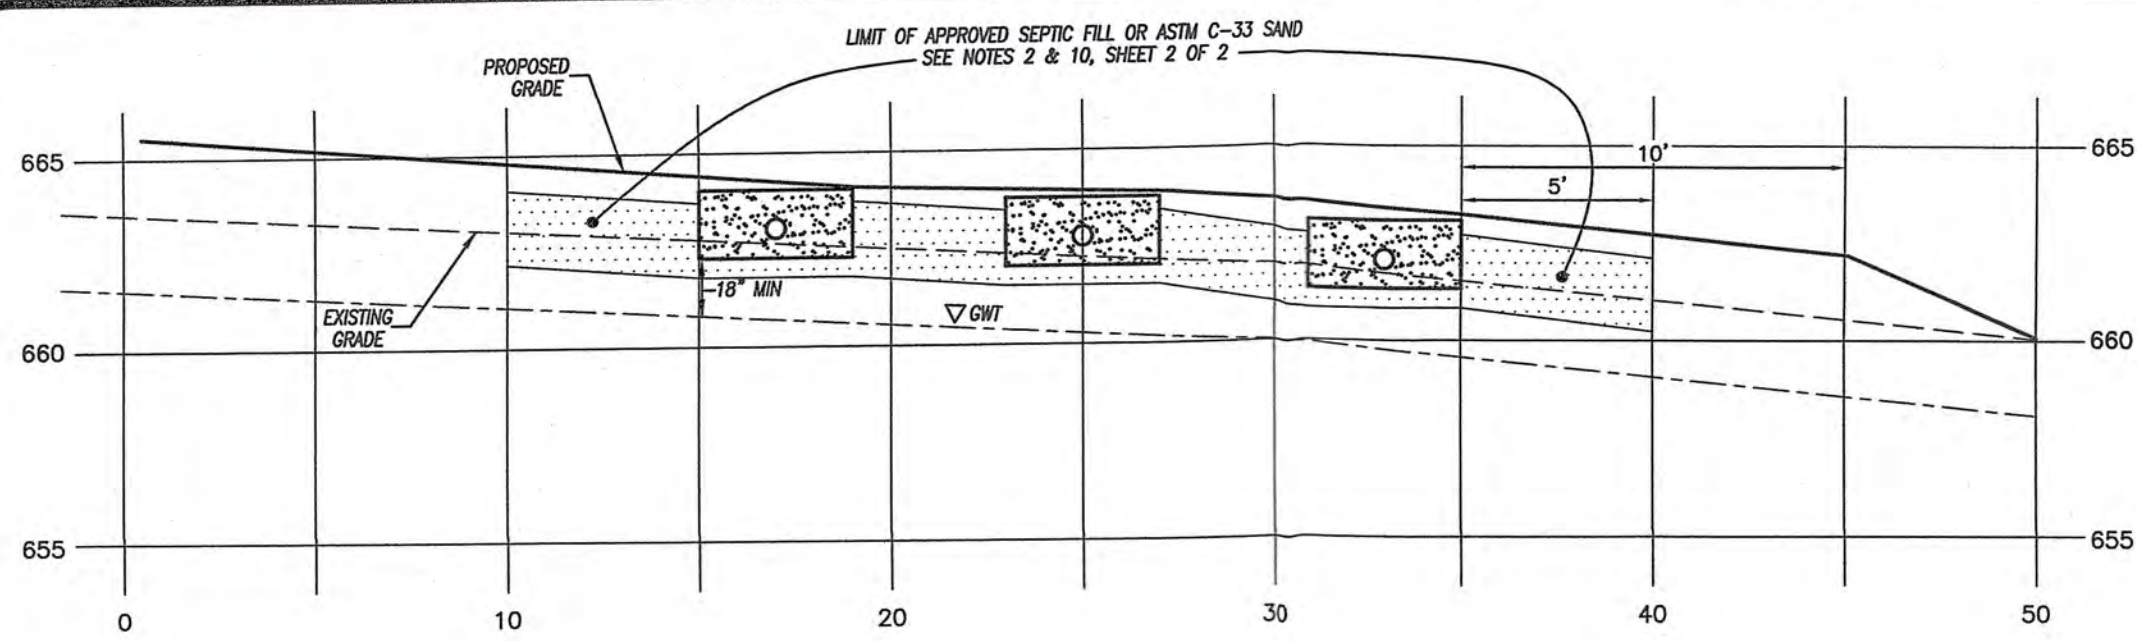 LIMIT OF APPROVED SEPTIC FILL OR ASTM C-33 SAND
SEE NOTES 2 & 10, SHEET 2 OF 2
PROPOSED
GRADE
665
665
10'
5'
18" MIN
GWT
EXISTING
GRADE
660
660
655
655
0
10
20
30
40
50